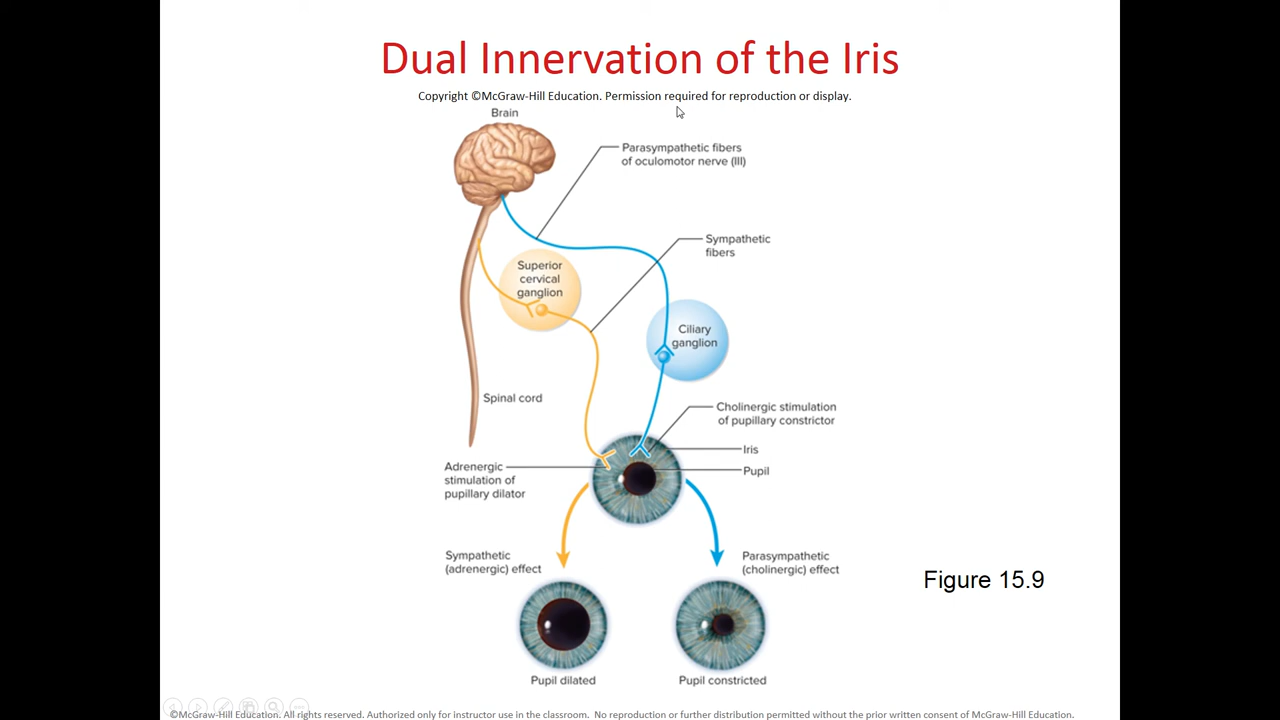 Dual Innervation of the Iris
Copyright ©McGraw-Hill Education. Permission required for reproduction or display.
Brain
Parasympathetic fibers
of oculomotor nerve (III)
Sympathetic
fibers
Superior
cervical
ganglion
Ciliary
ganglion
Spinal cord
Cholinergic stimulation
of pupillary constrictor
Iris
Pupil
Adrenergic
stimulation of
pupillary dilator
Sympathetic
(adrenergic) effect
Parasympathetic
(cholinergic) effect
Figure 15.9
Pupil dilated
Pupil constricted
©McGraw-Hill Education. All rights reserved. Authorized only for instructor use in the classroom.  No reproduction or further distribution permitted without the prior written consent of McGraw-Hill Education.